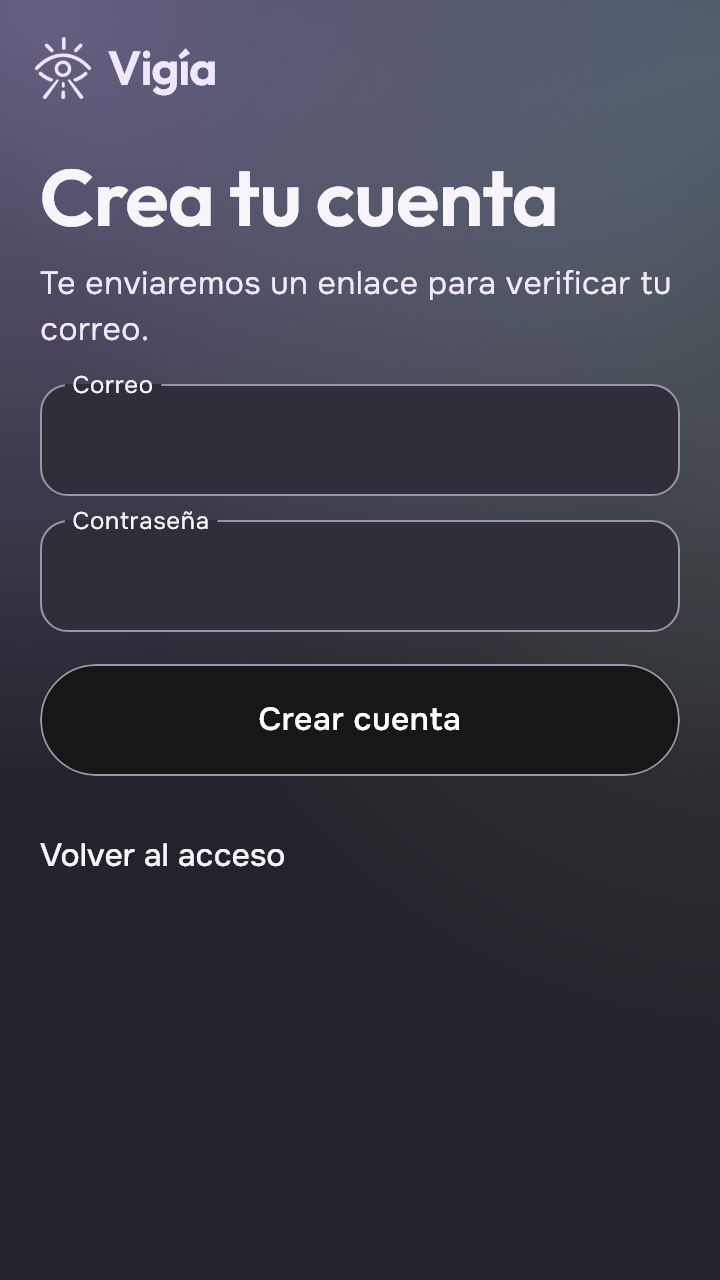 Vigía
Crea tu cuenta
Te enviaremos un enlace para verificar tu
correo.
Correo
Contraseña
Crear cuenta
Volver al acceso